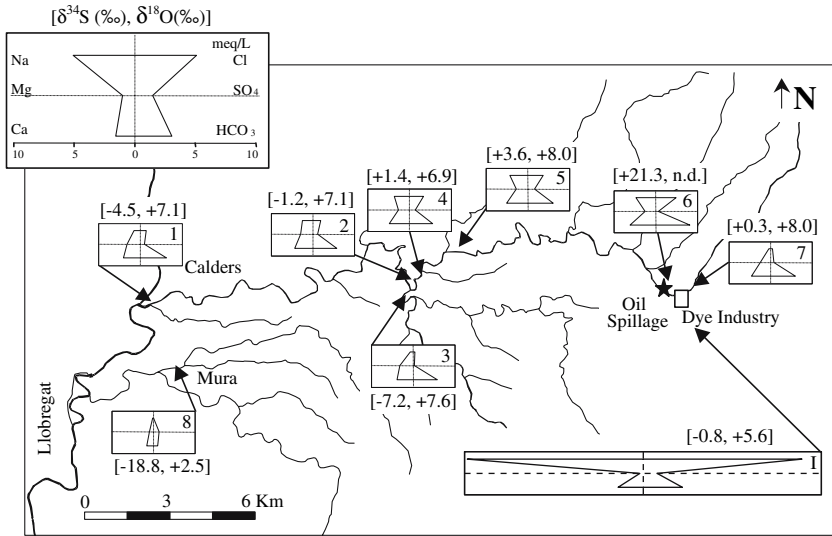 [δ³⁴S (‰), δ¹⁸O(‰)]
meq/L
Na Cl
Mg SO₄
Ca HCO₃
10 5 0 5 10
N
[+3.6, +8.0]
5
[+1.4, +6.9]
4
[+21.3, n.d.]
6
[-1.2, +7.1]
2
[-4.5, +7.1]
1
[+0.3, +8.0]
7
Calders
Oil
Spillage
Dye Industry
3
[-7.2, +7.6]
Mura
Llobregat
8
[-18.8, +2.5]
[-0.8, +5.6]
I
0 3 6 Km